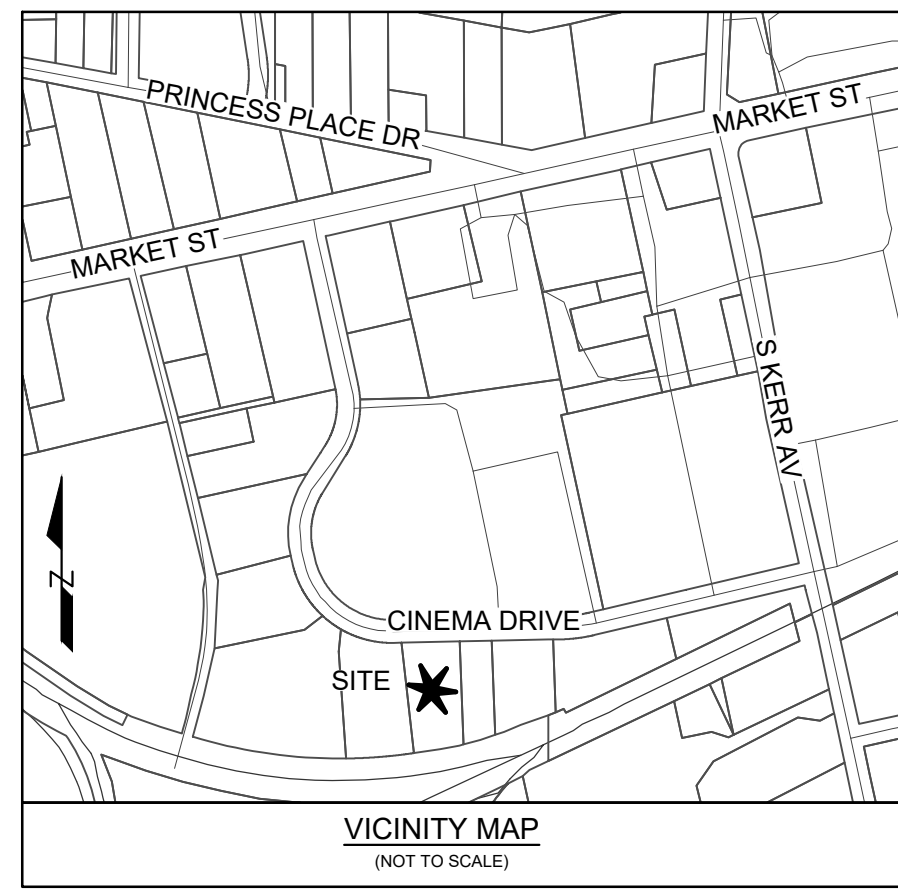 PRINCESS PLACE DR
MARKET ST
MARKET ST
S KERR AV
N
CINEMA DRIVE
SITE
VICINITY MAP
(NOT TO SCALE)